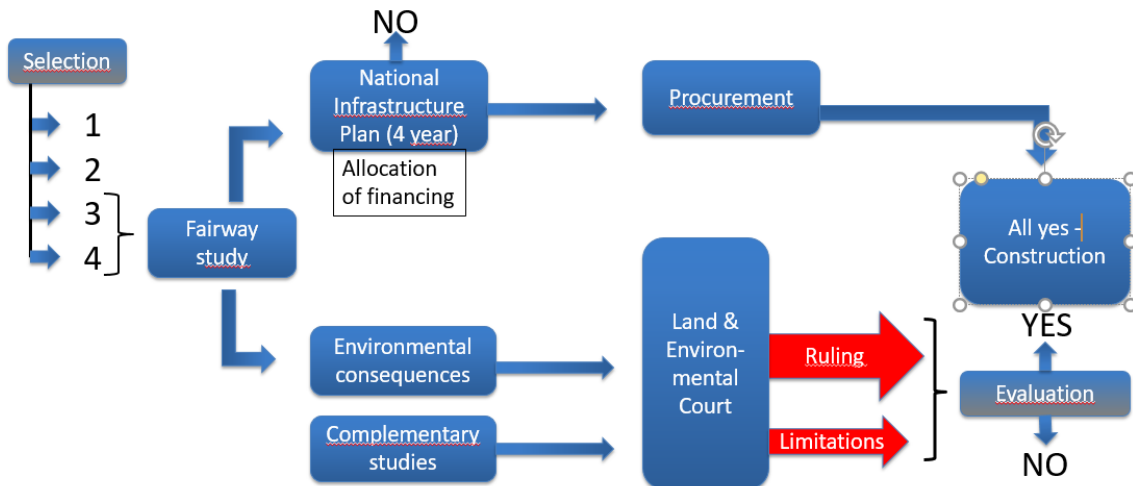 NO
Selection
1
2
3
4
National
Infrastructure
Plan (4 year)
Allocation
of financing
Procurement
Fairway
study
All yes -
Construction
YES
Environmental
consequences
Complementary
studies
Land &
Environ-
mental
Court
Ruling
Limitations
Evaluation
NO